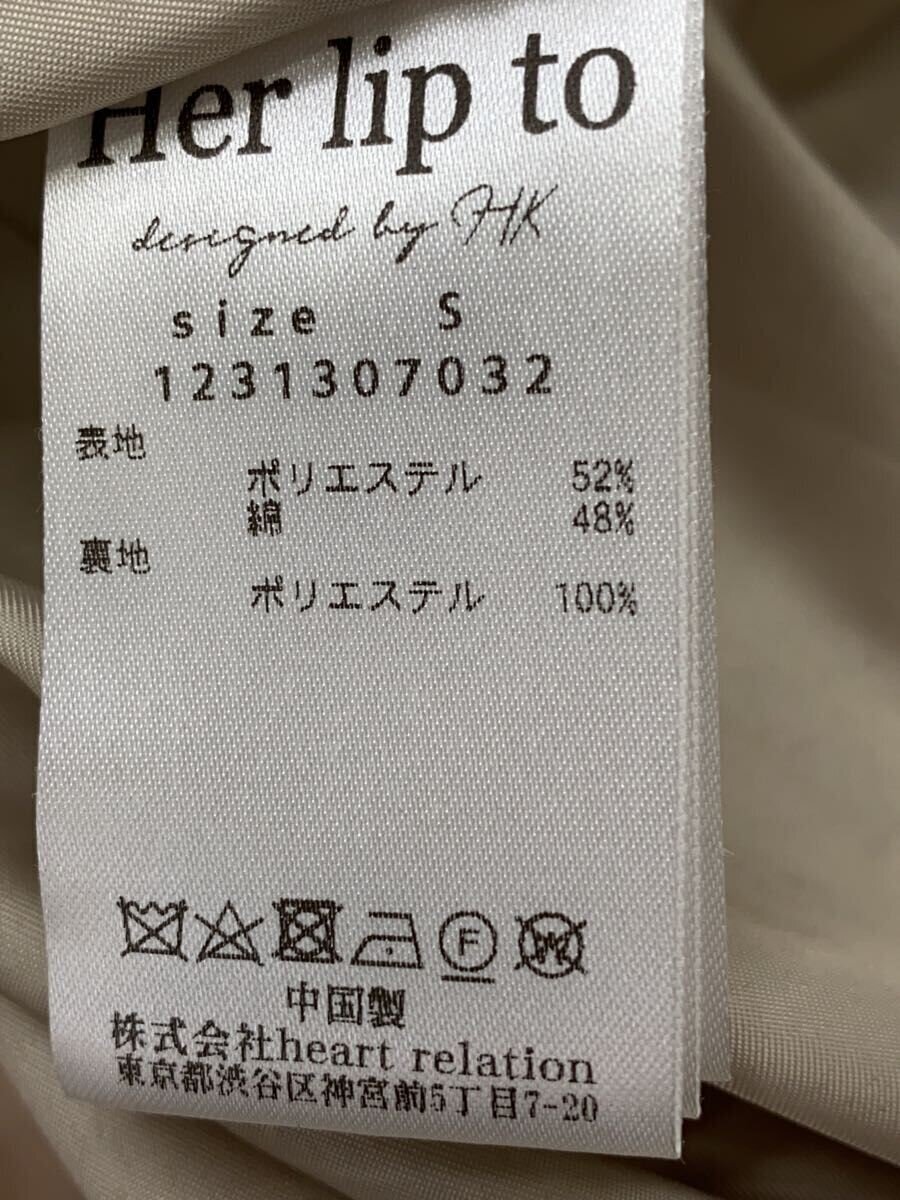 Her lip to
designed by HK
size S
1231307032
表地
ポリエステル 52%
綿 48%
裏地
ポリエステル 100%
F
W
中国製
株式会社heart relation
東京都渋谷区神宮前5丁目7-20